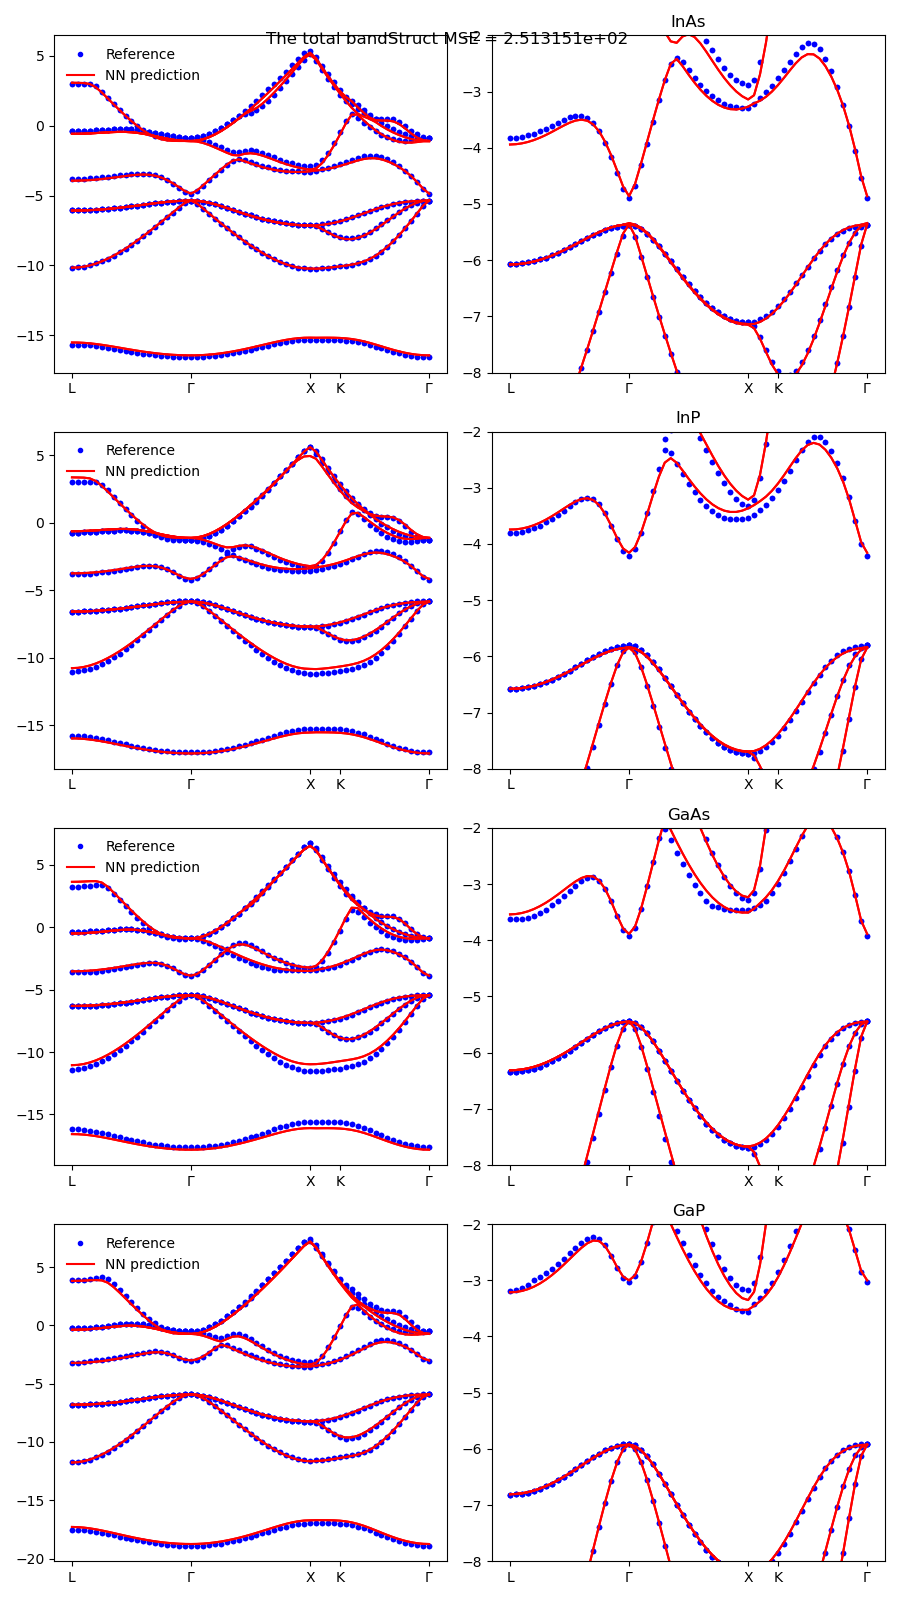 The total bandStruct MSE = 2.513151e+02
InAs
Reference
NN prediction
5
0
−5
−10
−15
L Γ X K Γ
−2
−3
−4
−5
−6
−7
−8
L Γ X K Γ
InP
Reference
NN prediction
5
0
−5
−10
−15
L Γ X K Γ
−2
−3
−4
−5
−6
−7
−8
L Γ X K Γ
GaAs
Reference
NN prediction
5
0
−5
−10
−15
L Γ X K Γ
−2
−3
−4
−5
−6
−7
−8
L Γ X K Γ
GaP
Reference
NN prediction
5
0
−5
−10
−15
−20
L Γ X K Γ
−2
−3
−4
−5
−6
−7
−8
L Γ X K Γ